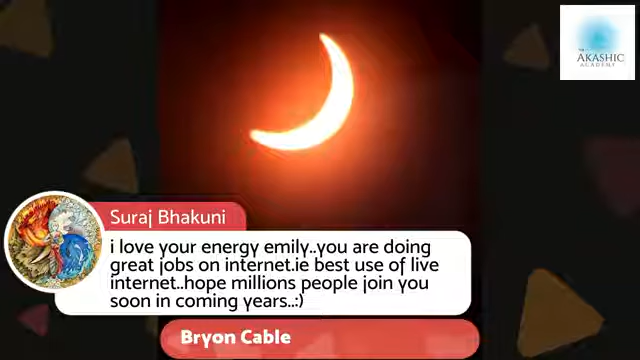 THE
AKASHIC
ACADEMY
Suraj Bhakuni
i love your energy emily..you are doing
great jobs on internet.ie best use of live
internet..hope millions people join you
soon in coming years..:)
Bryon Cable